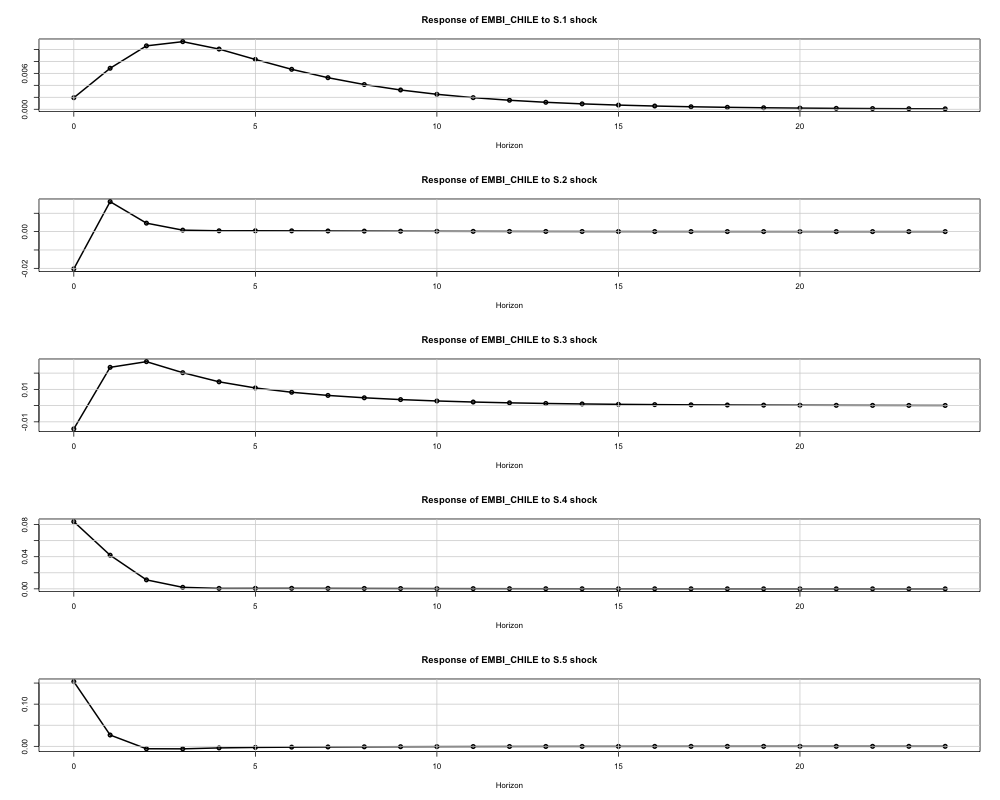 Response of EMBI_CHILE to S.1 shock
0.006
0.000
0 5 10 15 20
Horizon
Response of EMBI_CHILE to S.2 shock
0.00
-0.02
0 5 10 15 20
Horizon
Response of EMBI_CHILE to S.3 shock
0.01
-0.01
0 5 10 15 20
Horizon
Response of EMBI_CHILE to S.4 shock
0.08
0.04
0.00
0 5 10 15 20
Horizon
Response of EMBI_CHILE to S.5 shock
0.10
0.00
0 5 10 15 20
Horizon